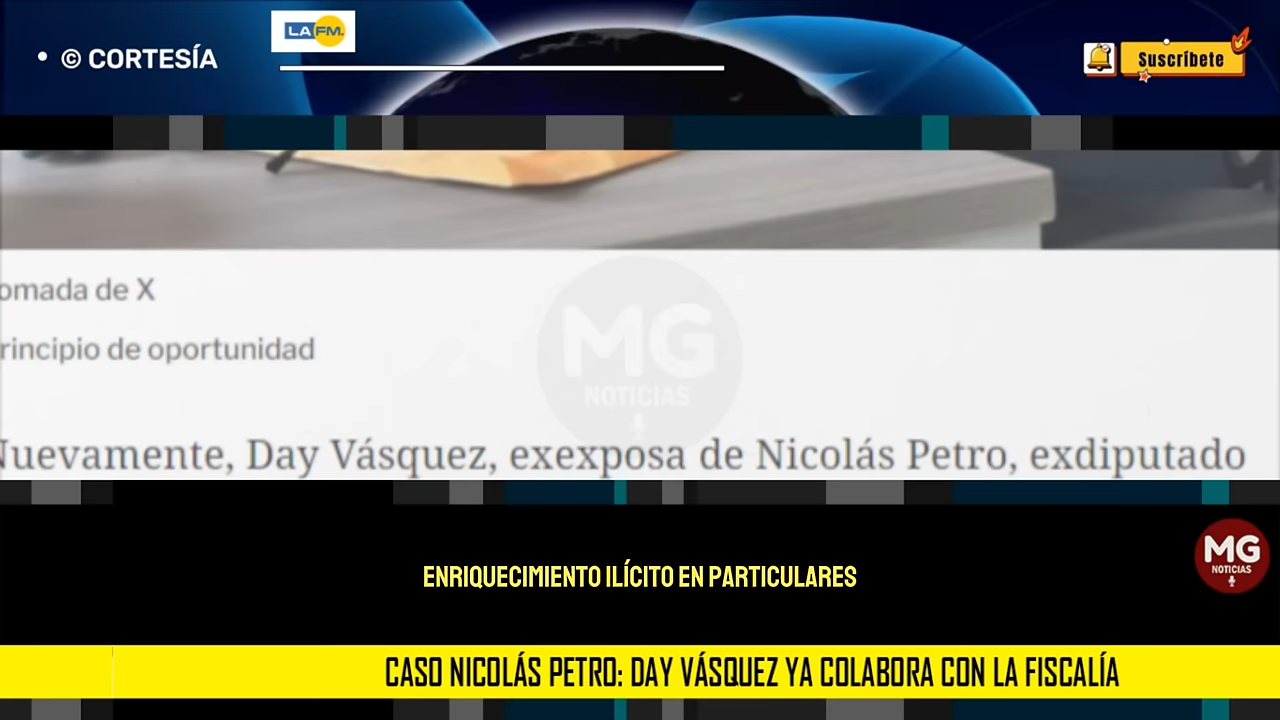 LA FM.
• © CORTESÍA
Suscríbete
omada de X
rincipio de oportunidad
MG
NOTICIAS
Nuevamente, Day Vásquez, exexposa de Nicolás Petro, exdiputado
MG
NOTICIAS
ENRIQUECIMIENTO ILÍCITO EN PARTICULARES
CASO NICOLÁS PETRO: DAY VÁSQUEZ YA COLABORA CON LA FISCALÍA